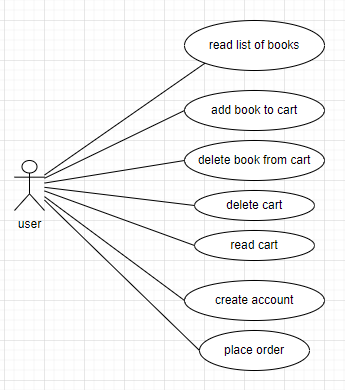 read list of books
add book to cart
delete book from cart
delete cart
user
read cart
create account
place order